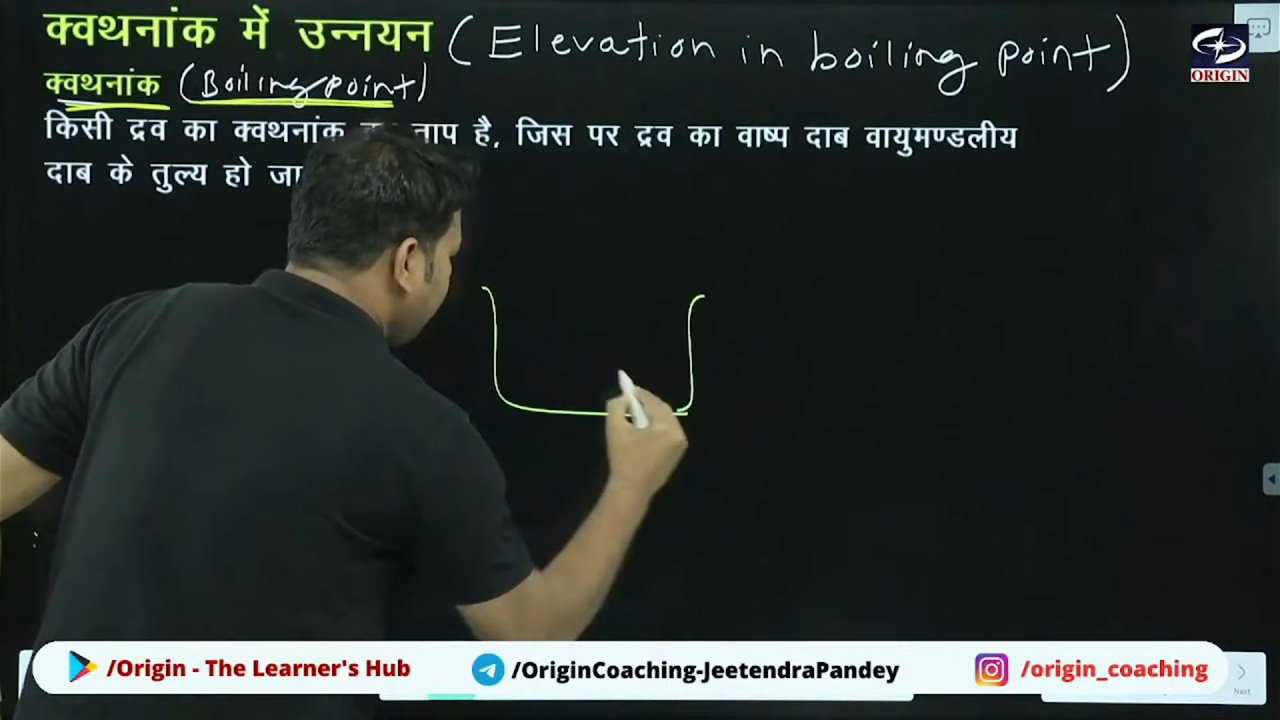 क्वथनांक में उन्नयन (Elevation in boiling point)
क्वथनांक (Boiling point)
किसी द्रव का क्वथनांक ताप है, जिस पर द्रव का वाष्प दाब वायुमण्डलीय
दाब के तुल्य हो
ORIGIN
/Origin - The Learner's Hub
/OriginCoaching-JeetendraPandey
/origin_coaching
Next